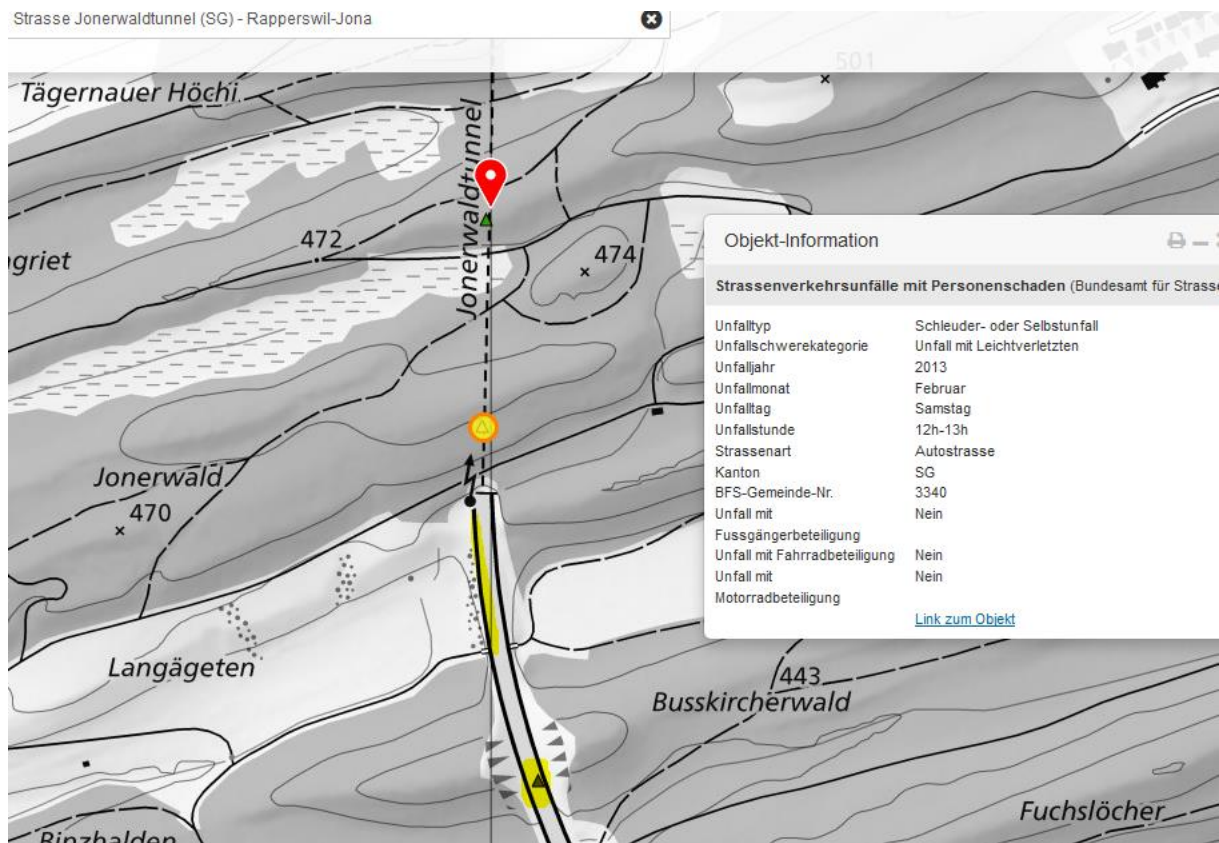 Strasse Jonerwaldtunnel (SG) - Rapperswil-Jona
501
Tägernauer Höchi
Jonerwaldtunnel
472
474
griet
Objekt-Information
Strassenverkehrsunfälle mit Personenschaden (Bundesamt für Strasse
Unfalltyp Schleuder- oder Selbstunfall
Unfallschwerekategorie Unfall mit Leichtverletzten
Unfalljahr 2013
Unfallmonat Februar
Unfalltag Samstag
Unfallstunde 12h-13h
Strassenart Autostrasse
Kanton SG
BFS-Gemeinde-Nr. 3340
Unfall mit Nein
Fussgängerbeteiligung
Unfall mit Fahrradbeteiligung Nein
Unfall mit Nein
Motorradbeteiligung
Link zum Objekt
Jonerwald
470
Langägeten
443
Busskircherwald
Fuchslöcher
Binzhalden